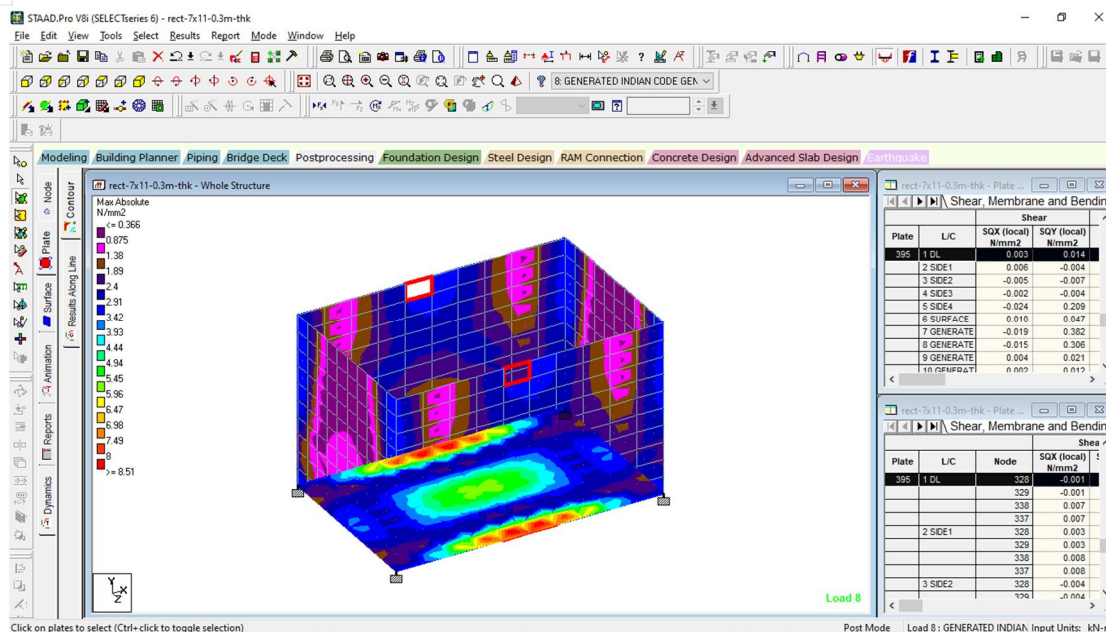 STAAD.Pro V8i (SELECTseries 6) - rect-7x11-0.3m-thk
File Edit View Tools Select Results Report Mode Window Help
8: GENERATED INDIAN CODE GEN
Modeling Building Planner Piping Bridge Deck Postprocessing Foundation Design Steel Design RAM Connection Concrete Design Advanced Slab Design Earthquake
Node
Plate
Surface
Animation
Reports
Dynamics
Contour
Results Along Line
rect-7x11-0.3m-thk - Whole Structure
Max Absolute
N/mm2
<= 0.366
0.875
1.38
1.89
2.4
2.91
3.42
3.93
4.44
4.94
5.45
5.96
6.47
6.98
7.49
8
>= 8.51
Y
X
Z
Load 8
rect-7x11-0.3m-thk - Plate ...
Shear, Membrane and Bendin
Shear
Plate L/C SQX (local) N/mm2 SQY (local) N/mm2
395 1 DL 0.003 0.014
2 SIDE1 0.006 -0.004
3 SIDE2 -0.005 -0.007
4 SIDE3 -0.002 -0.004
5 SIDE4 -0.024 0.209
6 SURFACE 0.010 0.047
7 GENERATE -0.019 0.382
8 GENERATE -0.015 0.306
9 GENERATE 0.004 0.021
10 GENERAT 0.002 0.012
rect-7x11-0.3m-thk - Plate ...
Shear, Membrane and Bendin
Shea
Plate L/C Node SQX (local) N/mm2 S
395 1 DL 328 -0.001
329 -0.001
338 0.007
337 0.007
2 SIDE1 328 0.003
329 0.003
338 0.008
337 0.008
3 SIDE2 328 -0.004
329 -0.004
Click on plates to select (Ctrl+click to toggle selection)
Post Mode Load 8 : GENERATED INDIAN Input Units: kN-